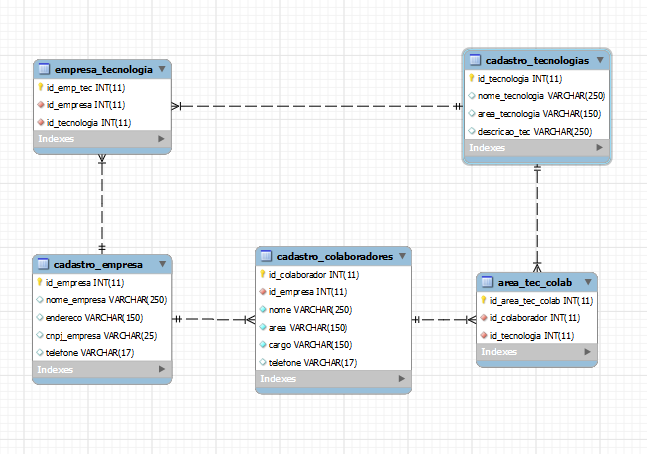 empresa_tecnologia
id_emp_tec INT(11)
id_empresa INT(11)
id_tecnologia INT(11)
Indexes
cadastro_tecnologias
id_tecnologia INT(11)
nome_tecnologia VARCHAR(250)
area_tecnologia VARCHAR(150)
descricao_tec VARCHAR(250)
Indexes
cadastro_empresa
id_empresa INT(11)
nome_empresa VARCHAR(250)
endereco VARCHAR(150)
cnpj_empresa VARCHAR(25)
telefone VARCHAR(17)
Indexes
cadastro_colaboradores
id_colaborador INT(11)
id_empresa INT(11)
nome VARCHAR(250)
area VARCHAR(150)
cargo VARCHAR(150)
telefone VARCHAR(17)
Indexes
area_tec_colab
id_area_tec_colab INT(11)
id_colaborador INT(11)
id_tecnologia INT(11)
Indexes